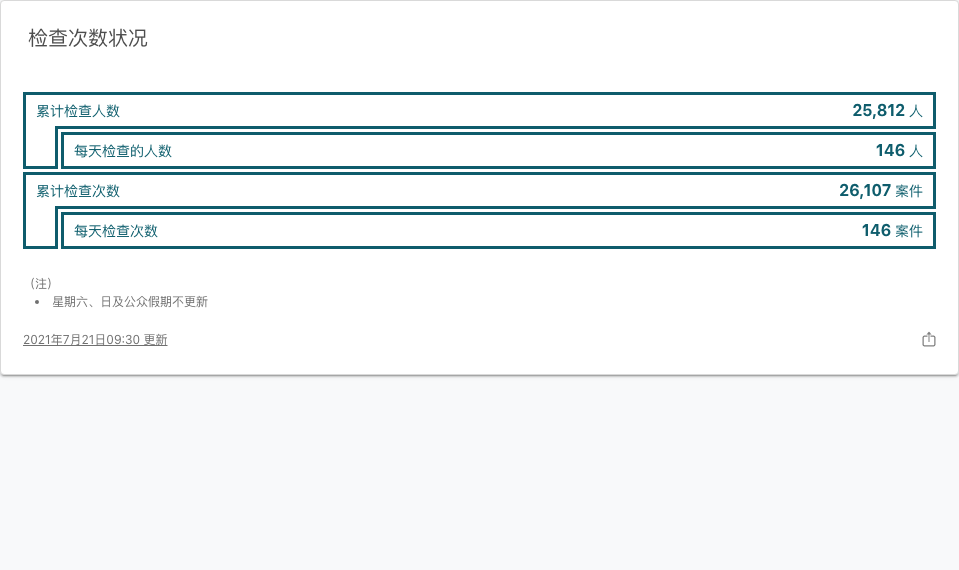 检查次数状况
累计检查人数 25,812 人
每天检查的人数 146 人
累计检查次数 26,107 案件
每天检查次数 146 案件
（注）
• 星期六、日及公众假期不更新
2021年7月21日09:30 更新